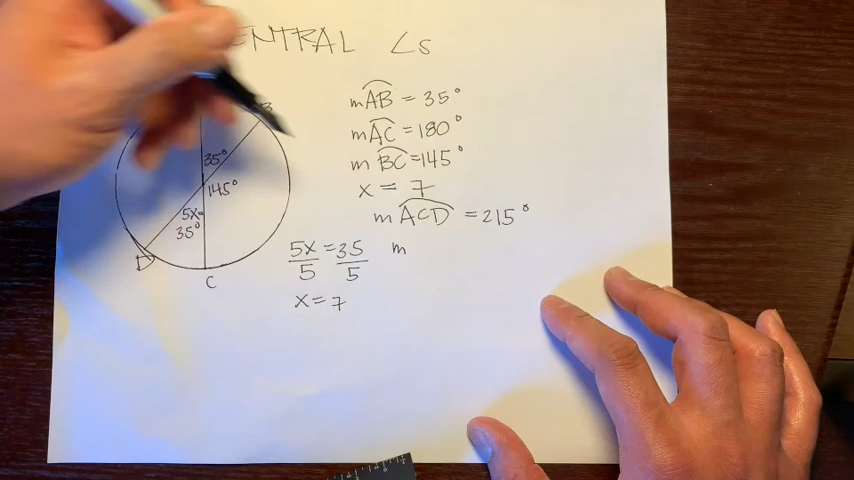 ENTRAL ∠s
mAB = 35°
mAC = 180°
mBC = 145°
x = 7
mACD = 215°
m
B
35°
145°
5x=
35°
D
C
5x = 35
5 5
x = 7